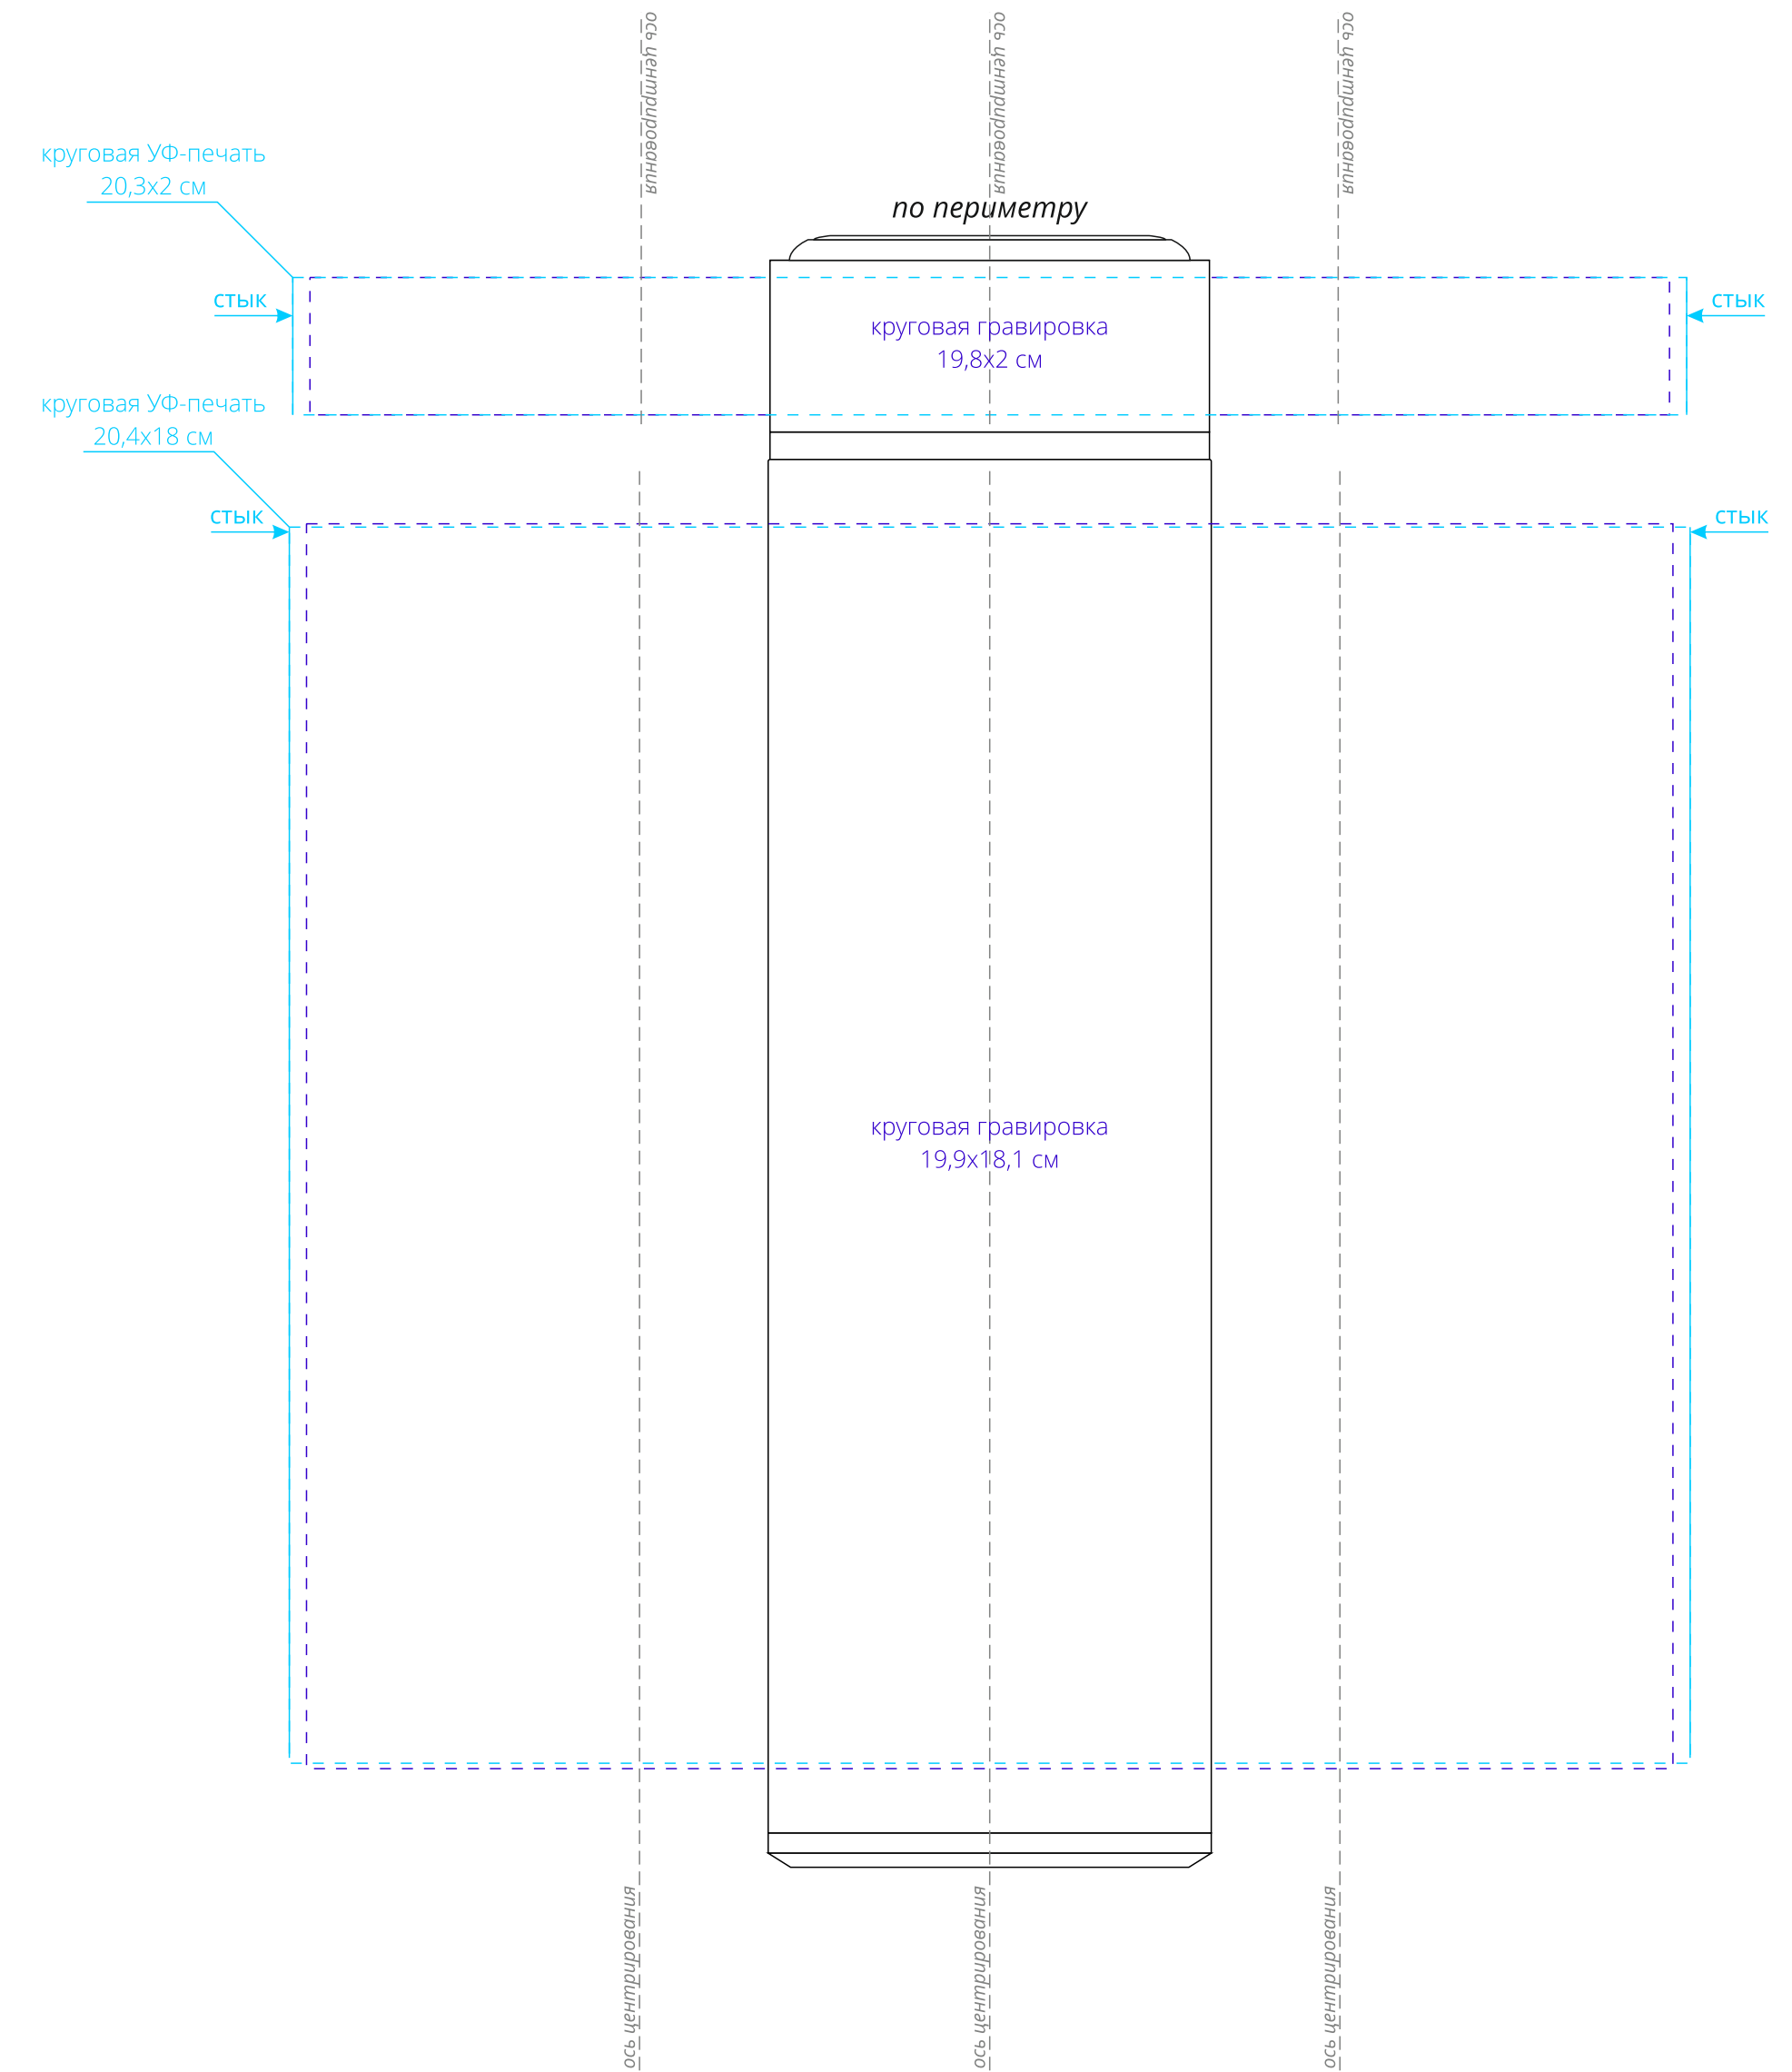 ось центрирования
ось центрирования
ось центрирования
круговая УФ-печать
20,3х2 см
по периметру
стык
стык
круговая гравировка
19,8х2 см
круговая УФ-печать
20,4х18 см
стык
стык
круговая гравировка
19,9х18,1 см
ось центрирования
ось центрирования
ось центрирования